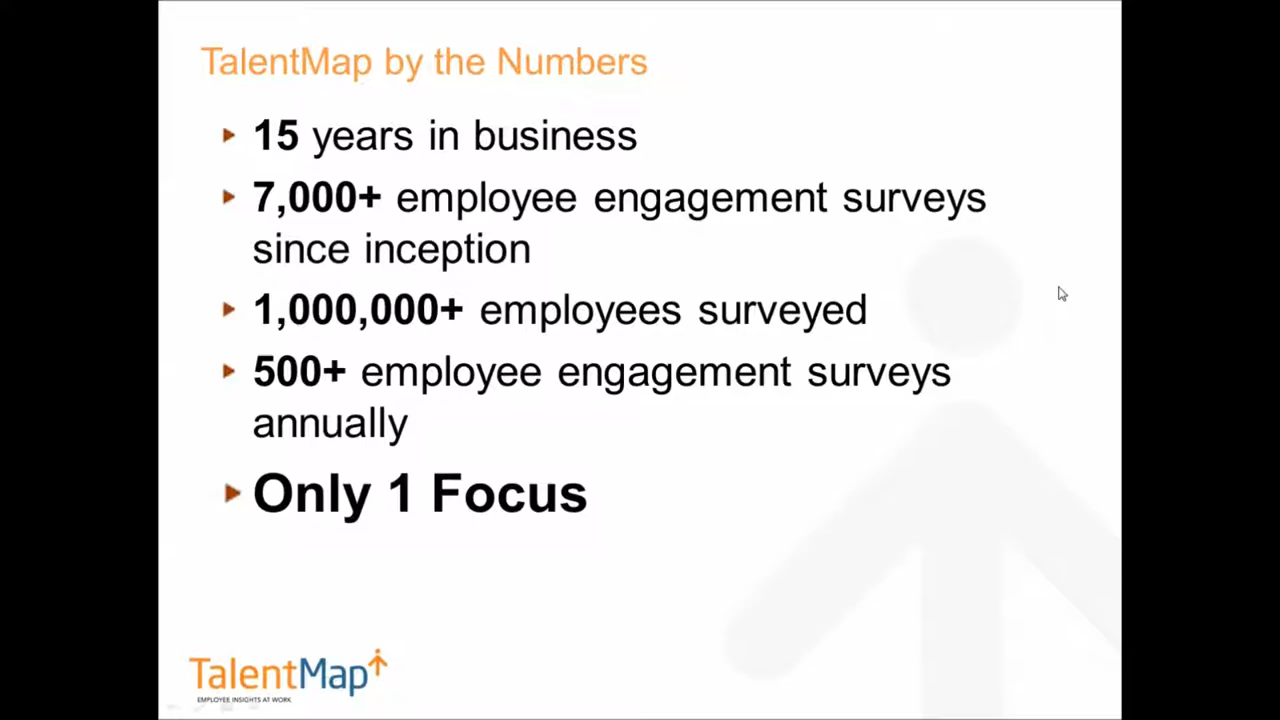 TalentMap by the Numbers
15 years in business
7,000+ employee engagement surveys
since inception
1,000,000+ employees surveyed
500+ employee engagement surveys
annually
Only 1 Focus
TalentMap
EMPLOYEE INSIGHTS AT WORK